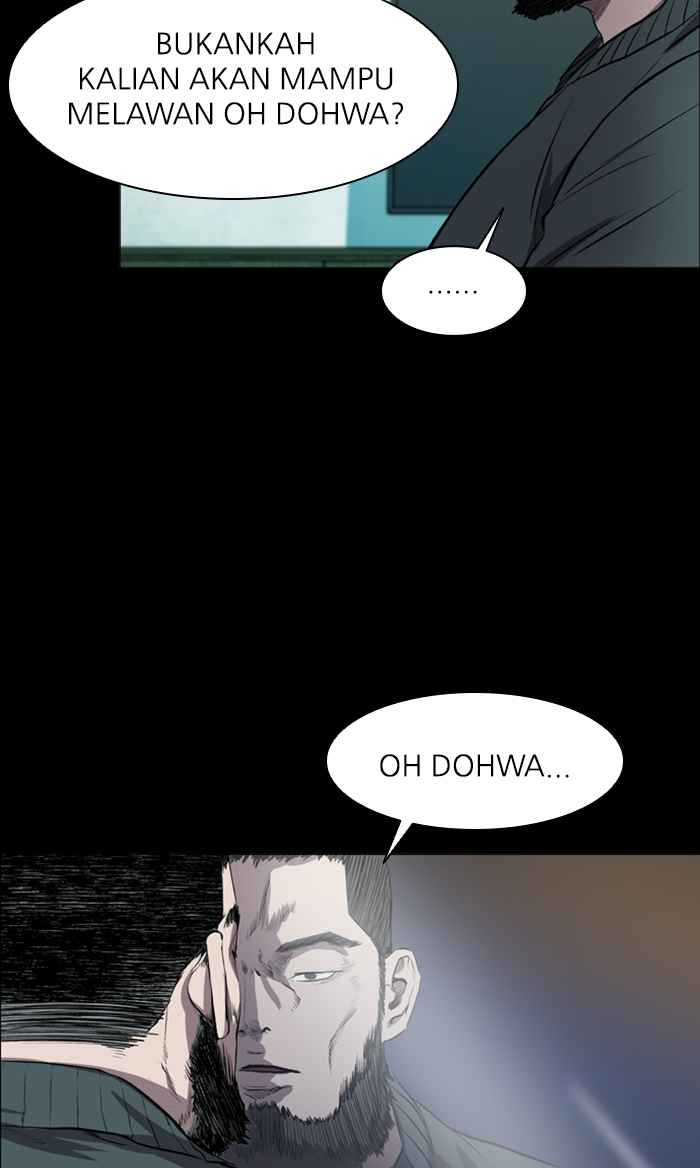 BUKANKAH
KALIAN AKAN MAMPU
MELAWAN OH DOHWA?
......
OH DOHWA...